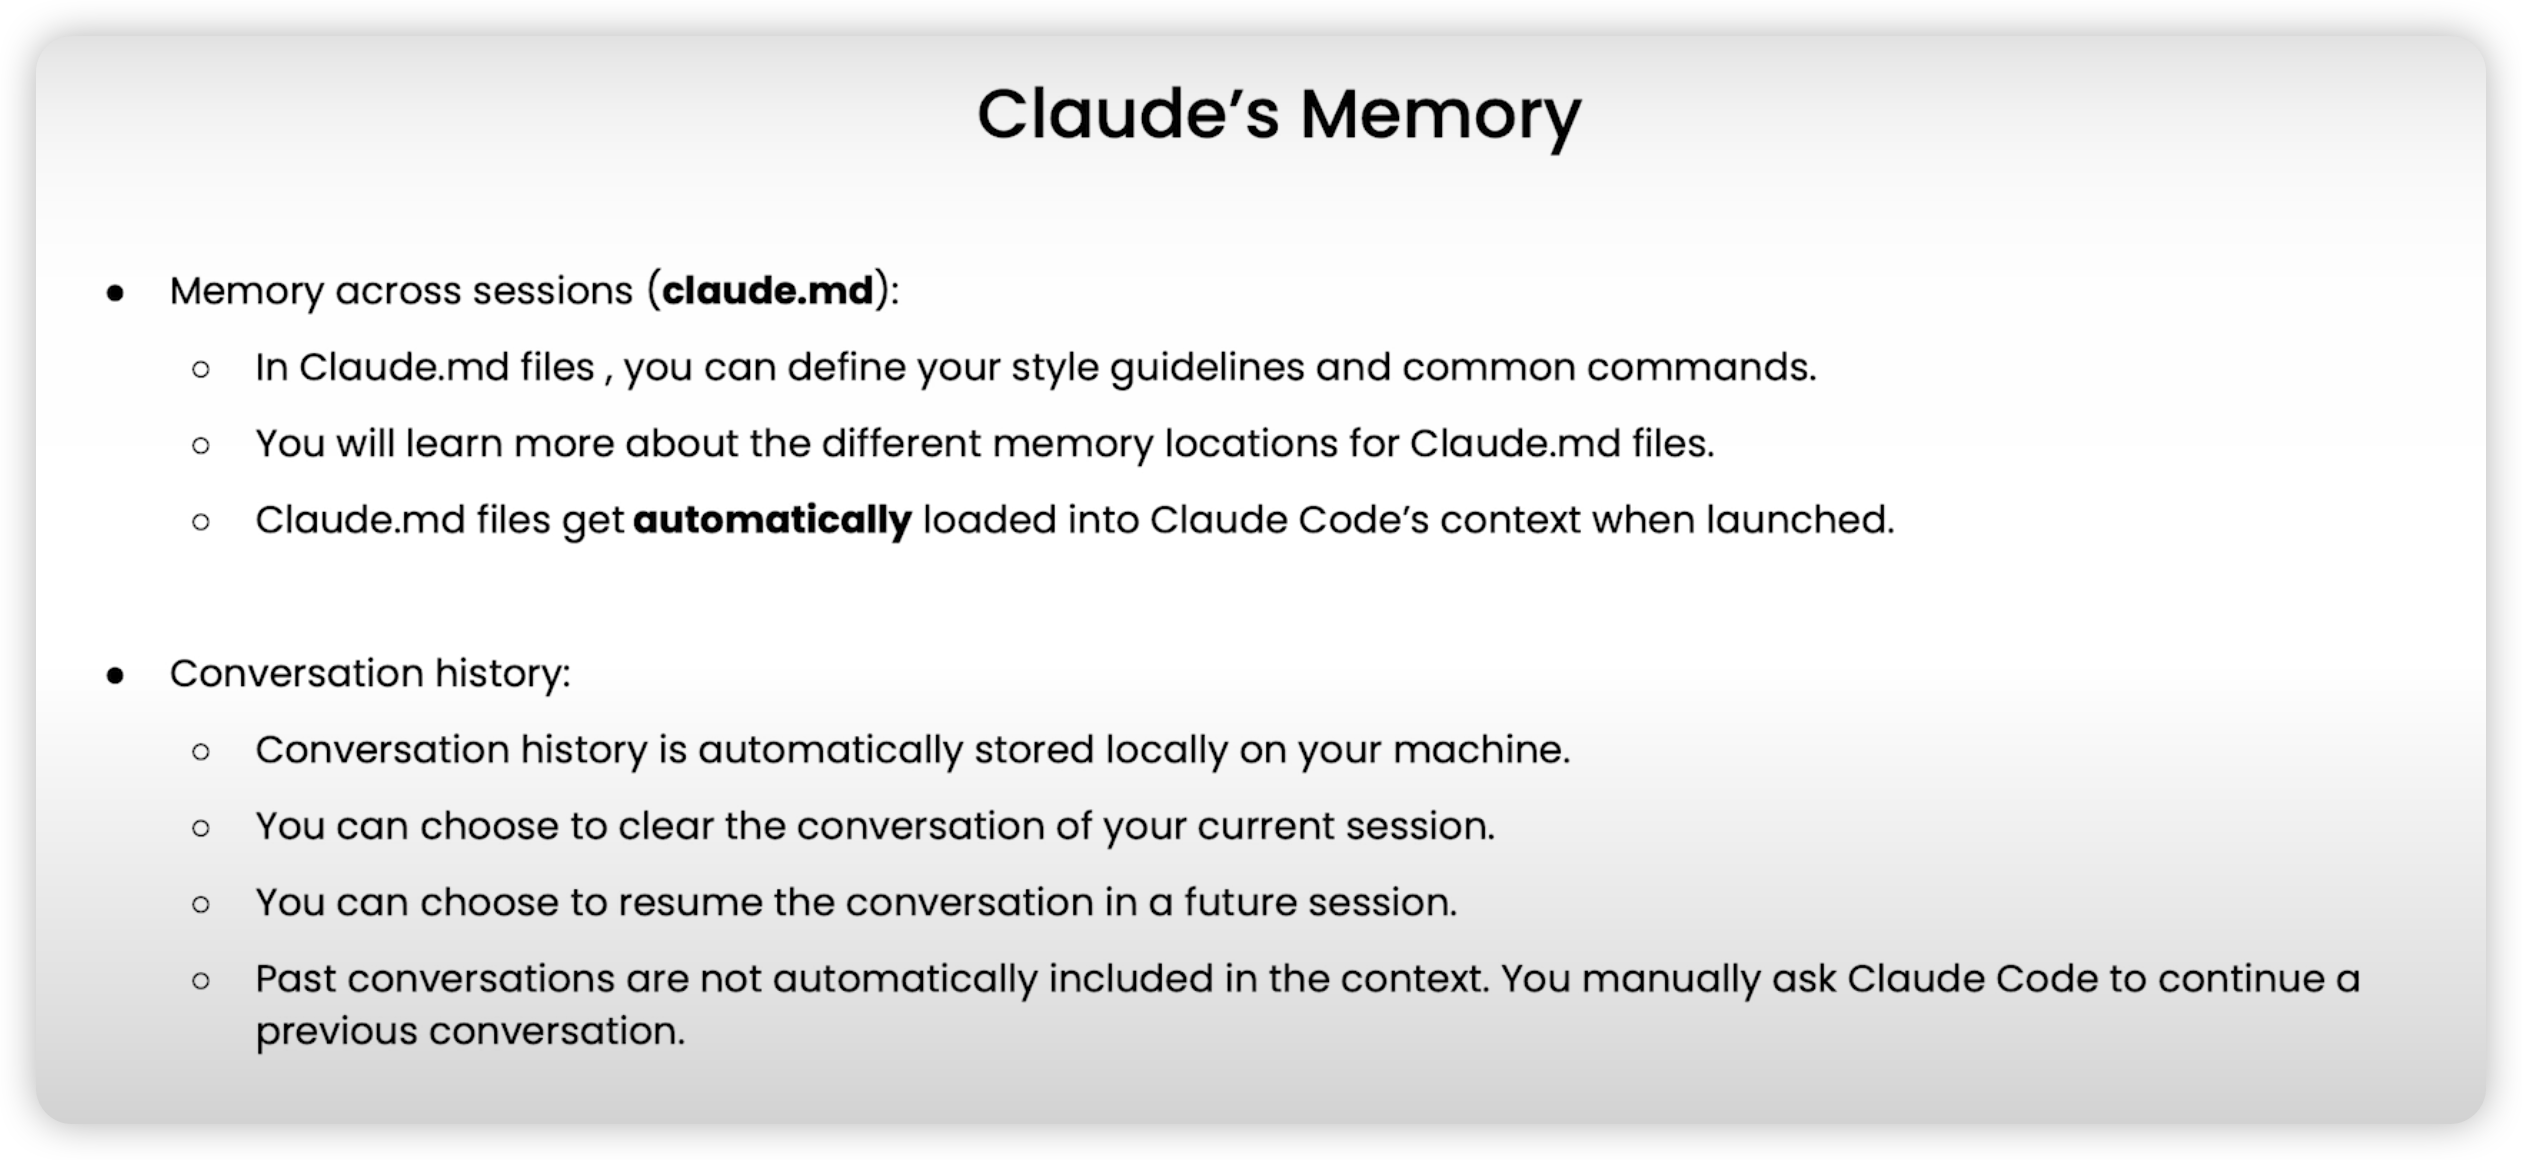 Claude’s Memory
● Memory across sessions (claude.md):
○ In Claude.md files , you can define your style guidelines and common commands.
○ You will learn more about the different memory locations for Claude.md files.
○ Claude.md files get automatically loaded into Claude Code’s context when launched.
● Conversation history:
○ Conversation history is automatically stored locally on your machine.
○ You can choose to clear the conversation of your current session.
○ You can choose to resume the conversation in a future session.
○ Past conversations are not automatically included in the context. You manually ask Claude Code to continue a
previous conversation.